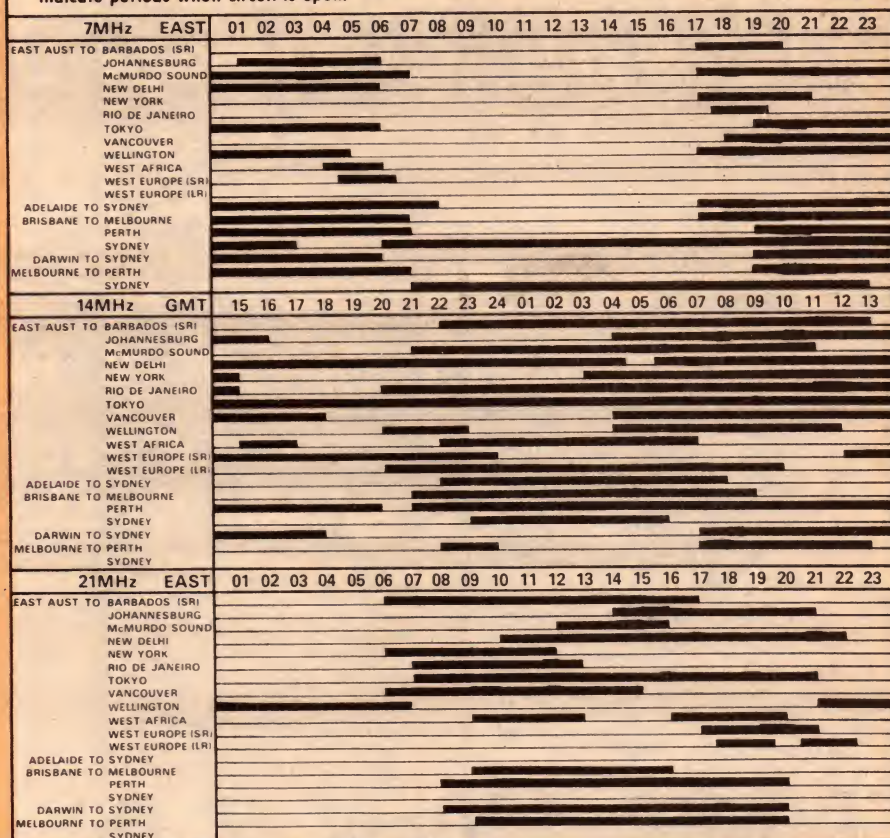 indicate periods when circuit is open.
7MHz EAST 01 02 03 04 05 06 07 08 09 10 11 12 13 14 15 16 17 18 19 20 21 22 23
EAST AUST TO BARBADOS (SR)
JOHANNESBURG
McMURDO SOUND
NEW DELHI
NEW YORK
RIO DE JANEIRO
TOKYO
VANCOUVER
WELLINGTON
WEST AFRICA
WEST EUROPE (SR)
WEST EUROPE (LR)
ADELAIDE TO SYDNEY
BRISBANE TO MELBOURNE
PERTH
SYDNEY
DARWIN TO SYDNEY
MELBOURNE TO PERTH
SYDNEY
14MHz GMT 15 16 17 18 19 20 21 22 23 24 01 02 03 04 05 06 07 08 09 10 11 12 13
EAST AUST TO BARBADOS (SR)
JOHANNESBURG
McMURDO SOUND
NEW DELHI
NEW YORK
RIO DE JANEIRO
TOKYO
VANCOUVER
WELLINGTON
WEST AFRICA
WEST EUROPE (SR)
WEST EUROPE (LR)
ADELAIDE TO SYDNEY
BRISBANE TO MELBOURNE
PERTH
SYDNEY
DARWIN TO SYDNEY
MELBOURNE TO PERTH
SYDNEY
21MHz EAST 01 02 03 04 05 06 07 08 09 10 11 12 13 14 15 16 17 18 19 20 21 22 23
EAST AUST TO BARBADOS (SR)
JOHANNESBURG
McMURDO SOUND
NEW DELHI
NEW YORK
RIO DE JANEIRO
TOKYO
VANCOUVER
WELLINGTON
WEST AFRICA
WEST EUROPE (SR)
WEST EUROPE (LR)
ADELAIDE TO SYDNEY
BRISBANE TO MELBOURNE
PERTH
SYDNEY
DARWIN TO SYDNEY
MELBOURNE TO PERTH
SYDNEY